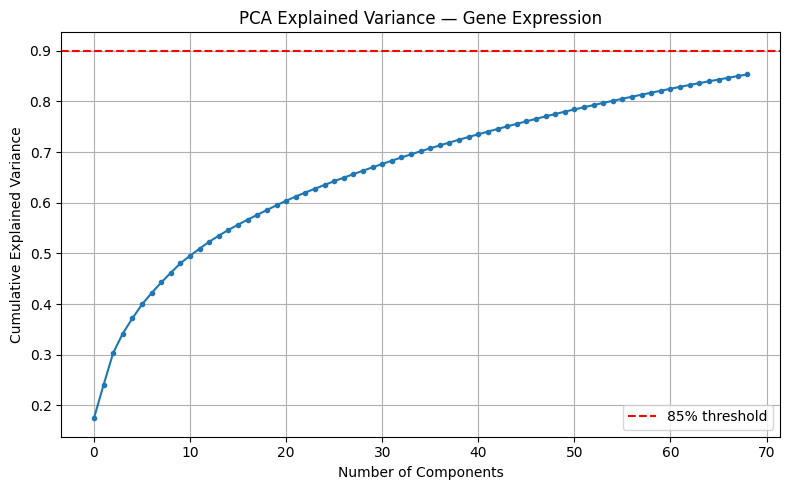 PCA Explained Variance — Gene Expression
Cumulative Explained Variance
0.9
0.8
0.7
0.6
0.5
0.4
0.3
0.2
85% threshold
0 10 20 30 40 50 60 70
Number of Components